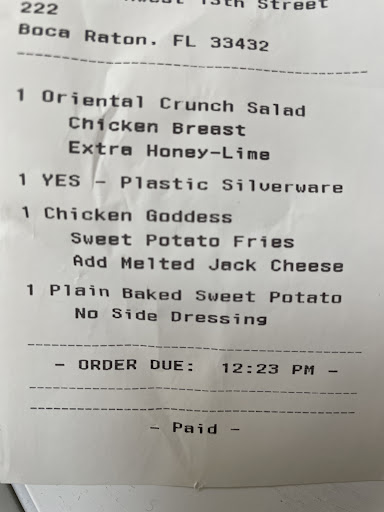 13th Street
222
Boca Raton. FL 33432
1 Oriental Crunch Salad
Chicken Breast
Extra Honey-Lime
1 YES - Plastic Silverware
1 Chicken Goddess
Sweet Potato Fries
Add Melted Jack Cheese
1 Plain Baked Sweet Potato
No Side Dressing
- ORDER DUE: 12:23 PM -
- Paid -